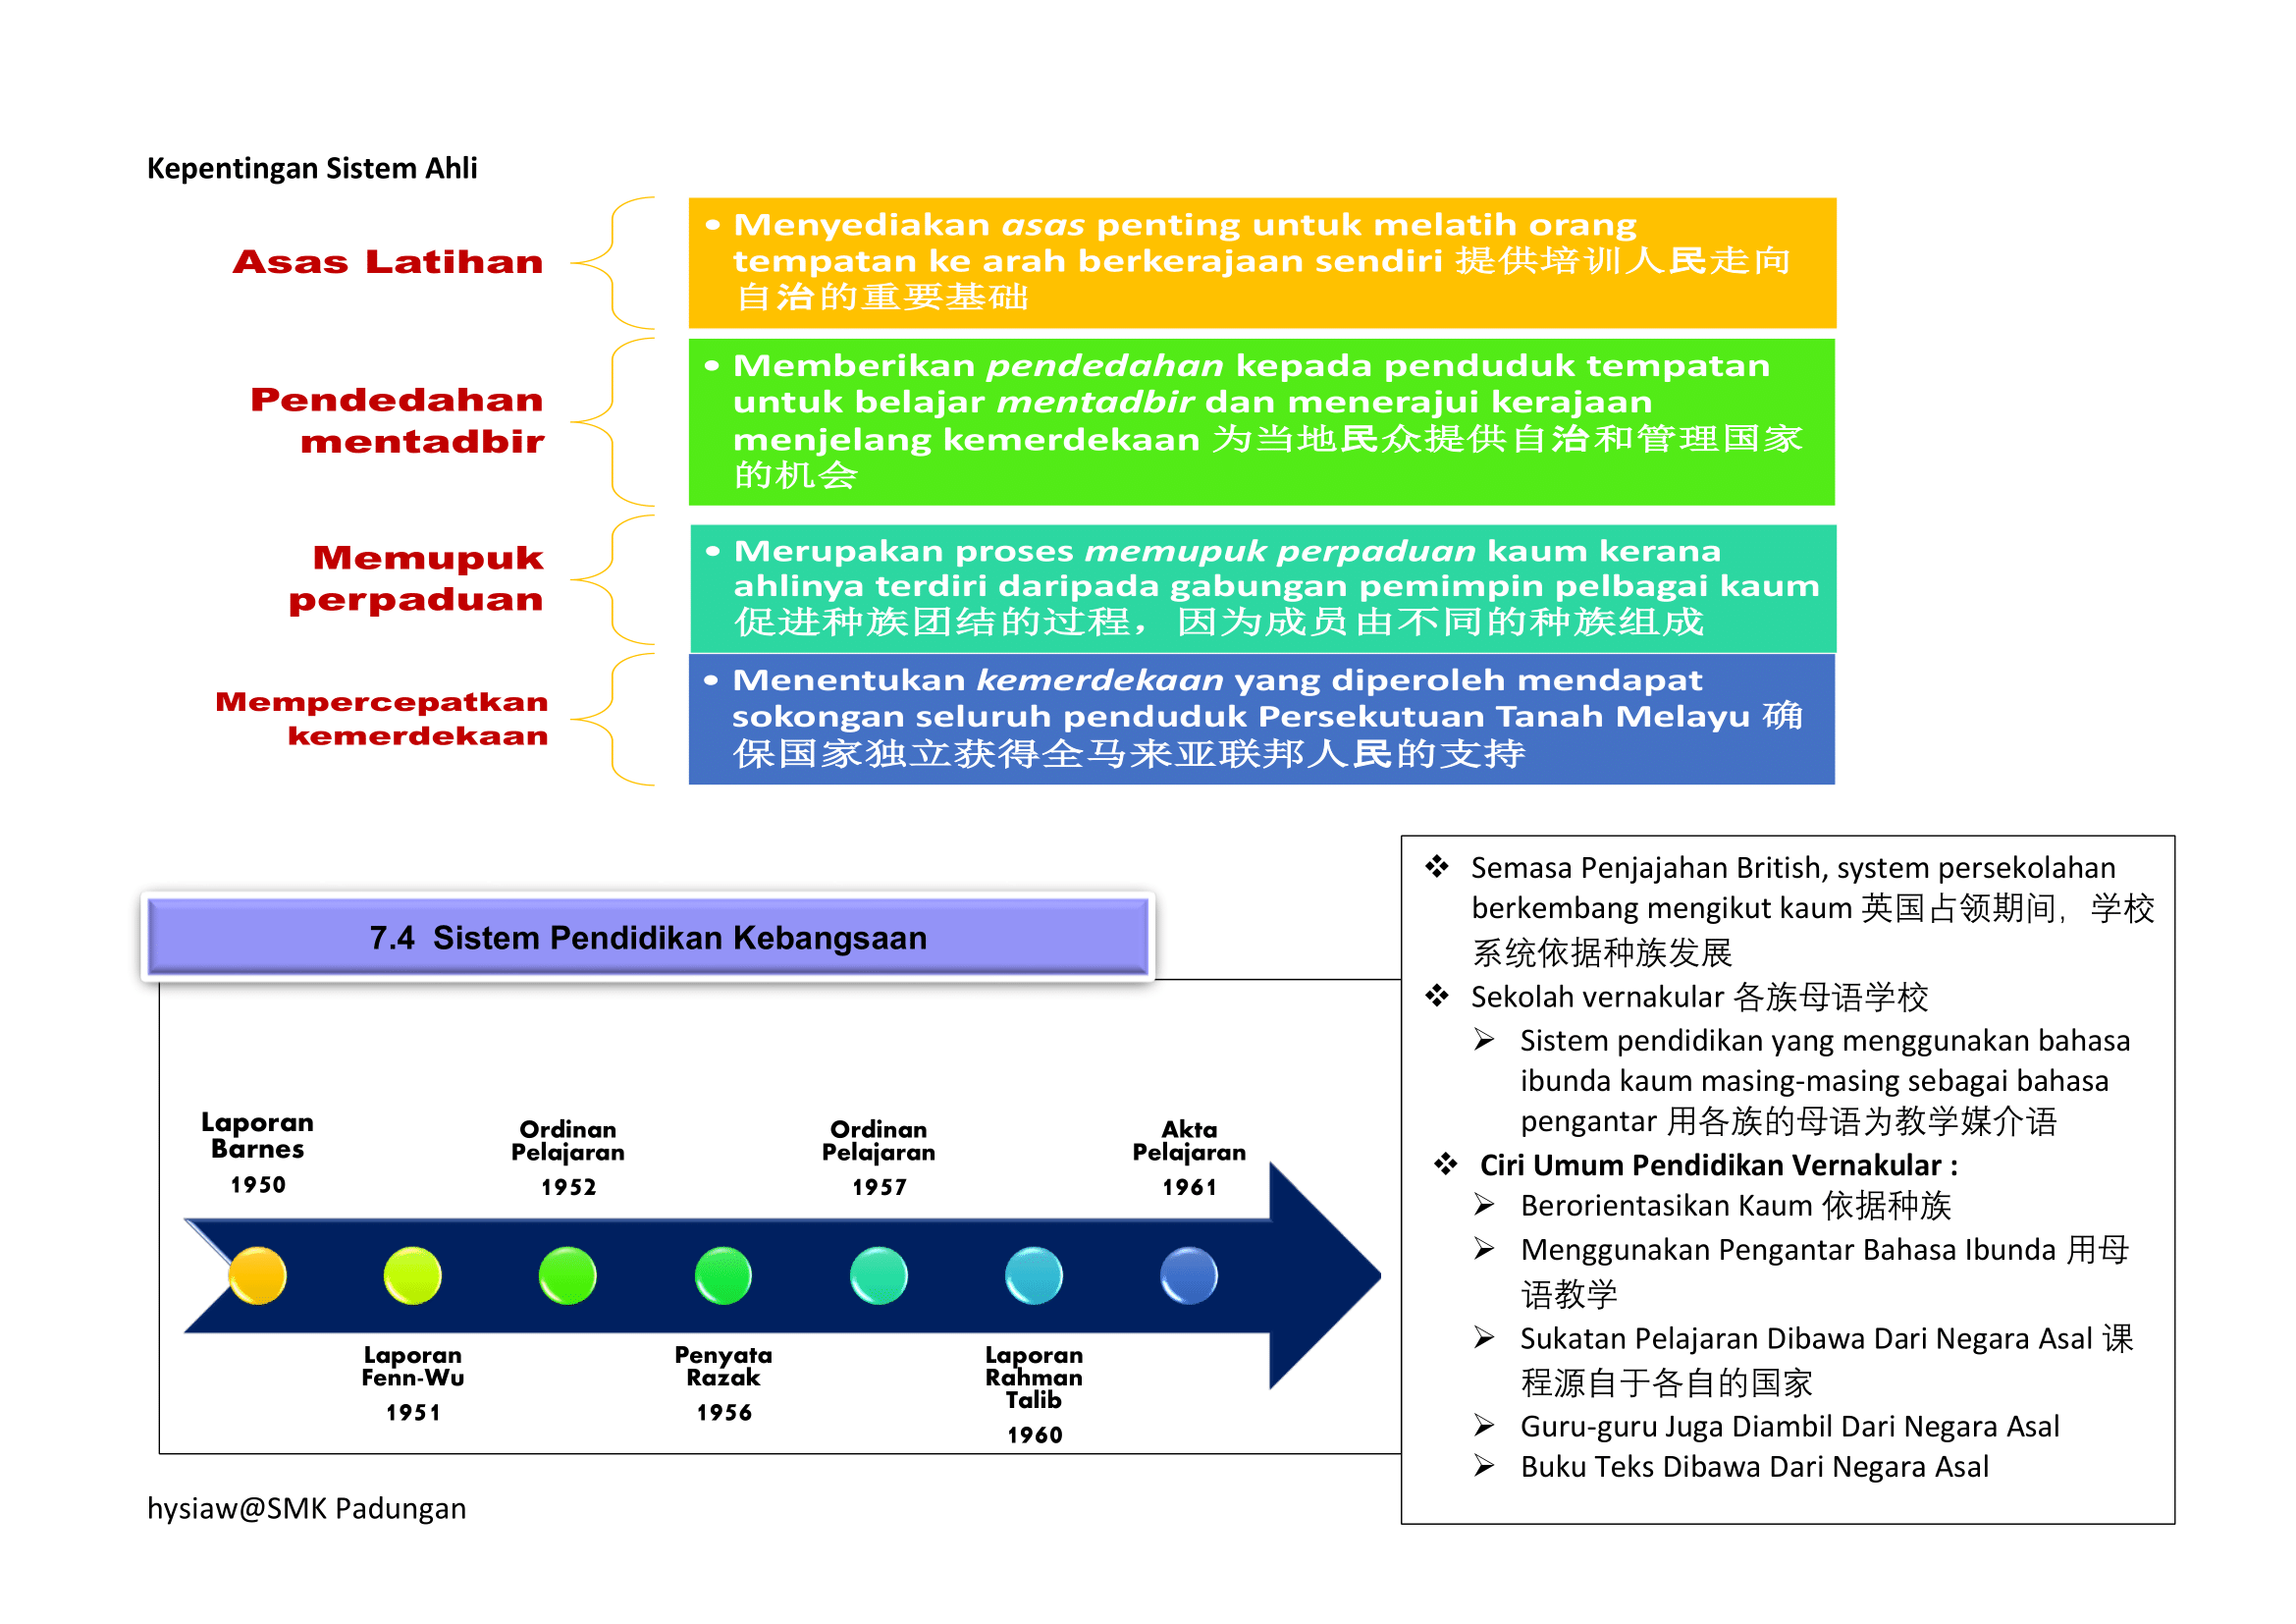 Kepentingan Sistem Ahli
Asas Latihan
• Menyediakan asas penting untuk melatih orang
tempatan ke arah berkerajaan sendiri 提供培训人民走向
自治的重要基础
Pendedahan
mentadbir
• Memberikan pendedahan kepada penduduk tempatan
untuk belajar mentadbir dan menerajui kerajaan
menjelang kemerdekaan 为当地民众提供自治和管理国家
的机会
Memupuk
perpaduan
• Merupakan proses memupuk perpaduan kaum kerana
ahlinya terdiri daripada gabungan pemimpin pelbagai kaum
促进种族团结的过程，因为成员由不同的种族组成
Mempercepatkan
kemerdekaan
• Menentukan kemerdekaan yang diperoleh mendapat
sokongan seluruh penduduk Persekutuan Tanah Melayu 确
保国家独立获得全马来亚联邦人民的支持
7.4 Sistem Pendidikan Kebangsaan
Laporan
Barnes
1950
Laporan
Fenn-Wu
1951
Ordinan
Pelajaran
1952
Penyata
Razak
1956
Ordinan
Pelajaran
1957
Laporan
Rahman
Talib
1960
Akta
Pelajaran
1961
❖ Semasa Penjajahan British, system persekolahan
berkembang mengikut kaum 英国占领期间，学校
系统依据种族发展
❖ Sekolah vernakular 各族母语学校
➢ Sistem pendidikan yang menggunakan bahasa
ibunda kaum masing-masing sebagai bahasa
pengantar 用各族的母语为教学媒介语
❖ Ciri Umum Pendidikan Vernakular :
➢ Berorientasikan Kaum 依据种族
➢ Menggunakan Pengantar Bahasa Ibunda 用母
语教学
➢ Sukatan Pelajaran Dibawa Dari Negara Asal 课
程源自于各自的国家
➢ Guru-guru Juga Diambil Dari Negara Asal
➢ Buku Teks Dibawa Dari Negara Asal
hysiaw@SMK Padungan